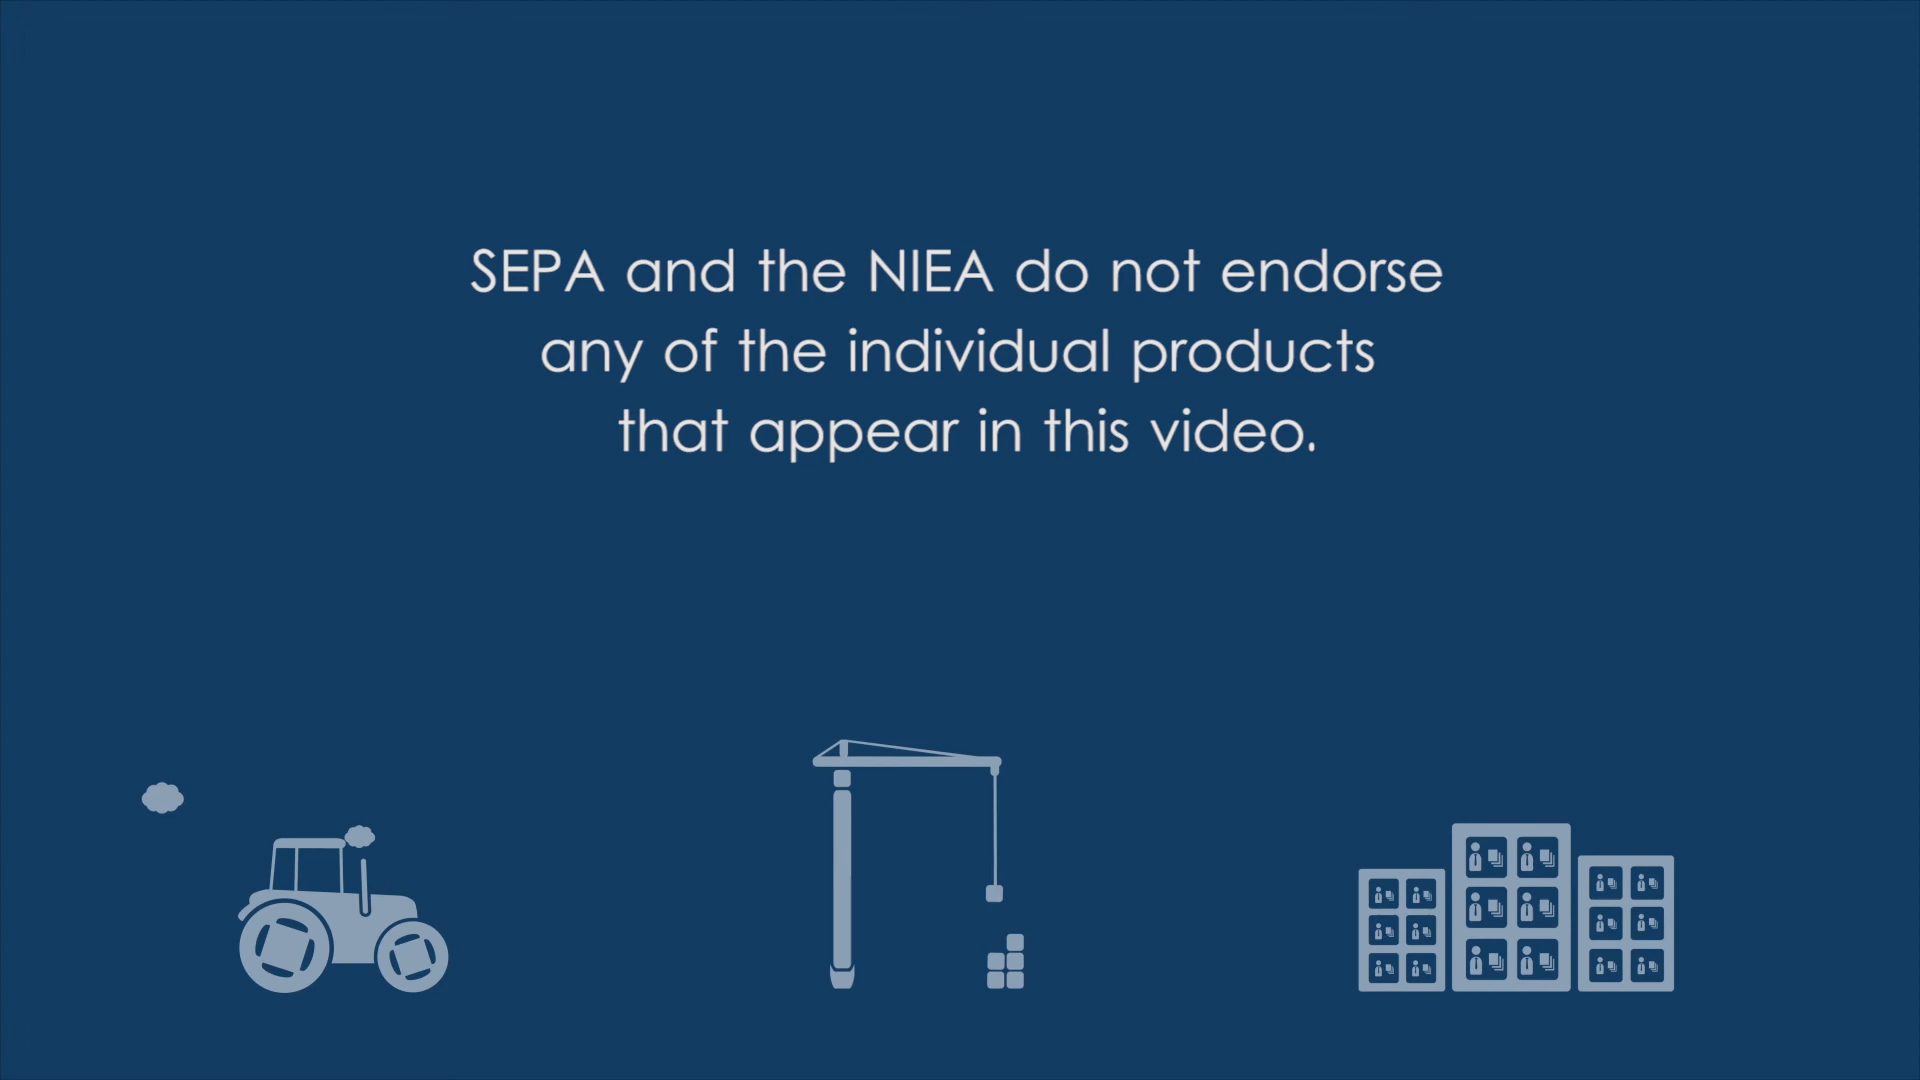 SEPA and the NIEA do not endorse
any of the individual products
that appear in this video.